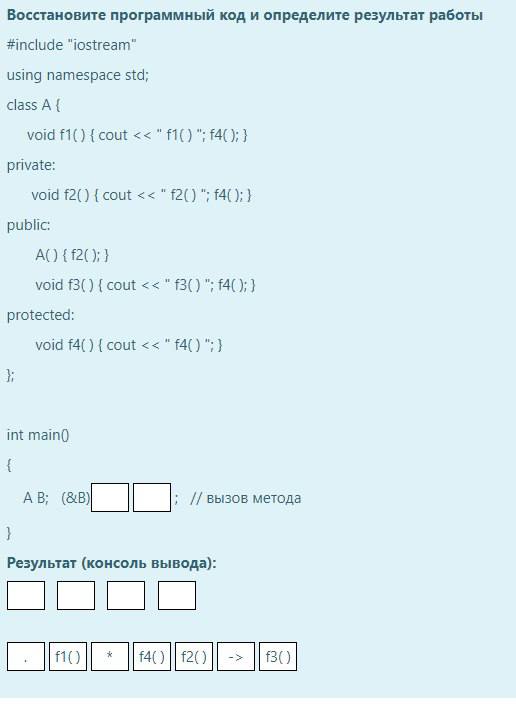 Восстановите программный код и определите результат работы
#include "iostream"
using namespace std;
class A {
void f1( ) { cout << " f1( ) "; f4( ); }
private:
void f2( ) { cout << " f2( ) "; f4( ); }
public:
A( ) { f2( ); }
void f3( ) { cout << " f3( ) "; f4( ); }
protected:
void f4( ) { cout << " f4( ) "; }
};
int main()
{
A B; (&B) ; // вызов метода
}
Результат (консоль вывода):
. f1( ) * f4( ) f2( ) -> f3( )